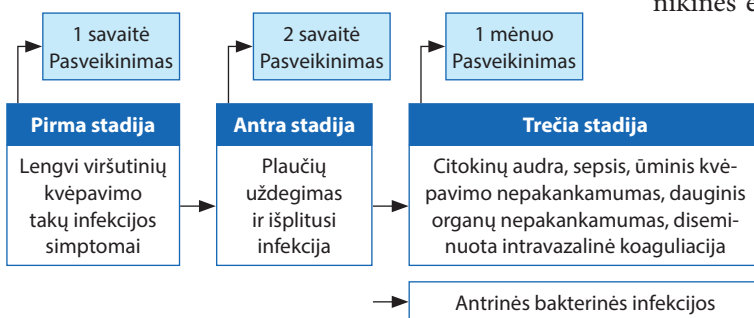 nikinės e
1 savaitė
Pasveikinimas
2 savaitė
Pasveikinimas
1 mėnuo
Pasveikinimas
Pirma stadija
Lengvi viršutinių
kvėpavimo
takų infekcijos
simptomai
Antra stadija
Plaučių
uždegimas
ir išplitusi
infekcija
Trečia stadija
Citokinų audra, sepsis, ūminis kvė-
pavimo nepakankamumas, dauginis
organų nepakankamumas, disemi-
nuota intravazalinė koaguliacija
Antrinės bakterinės infekcijos